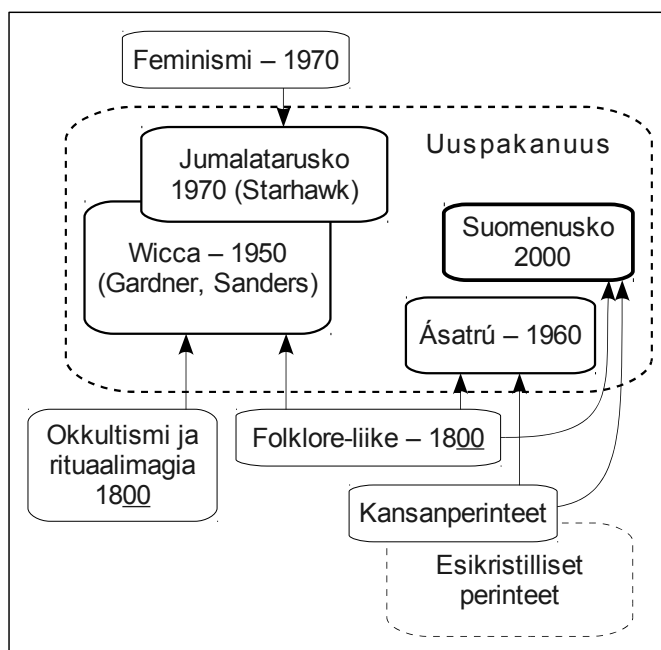 Feminismi – 1970
Uuspakanuus
Jumalatarusko
1970 (Starhawk)
Wicca – 1950
(Gardner, Sanders)
Suomenusko
2000
Ásatrú – 1960
Okkultismi ja
rituaalimagia
1800
Folklore-liike – 1800
Kansanperinteet
Esikristilliset
perinteet